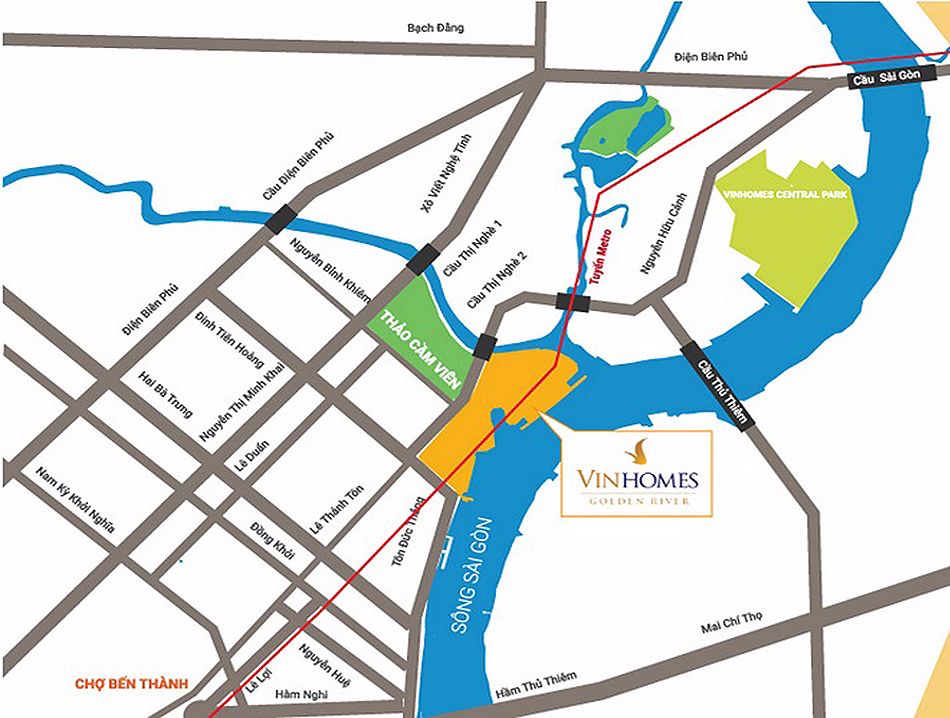 Bạch Đằng
Điện Biên Phủ
Cầu Sài Gòn
Cầu Điện Biên Phủ
Xô Viết Nghệ Tĩnh
VINHOMES CENTRAL PARK
Nguyễn Hữu Cảnh
Tuyến Metro
Cầu Thị Nghè 1
Cầu Thị Nghè 2
Nguyễn Bỉnh Khiêm
Điện Biên Phủ
Đinh Tiên Hoàng
THẢO CẦM VIÊN
Hai Bà Trưng
Nguyễn Thị Minh Khai
Cầu Thủ Thiêm
Lê Duẩn
VINHOMES
GOLDEN RIVER
Nam Kỳ Khởi Nghĩa
Lê Thánh Tôn
Đồng Khởi
Tôn Đức Thắng
SÔNG SÀI GÒN
Mai Chí Thọ
Nguyễn Huệ
Lê Lợi
CHỢ BẾN THÀNH
Hàm Nghi
Hầm Thủ Thiêm